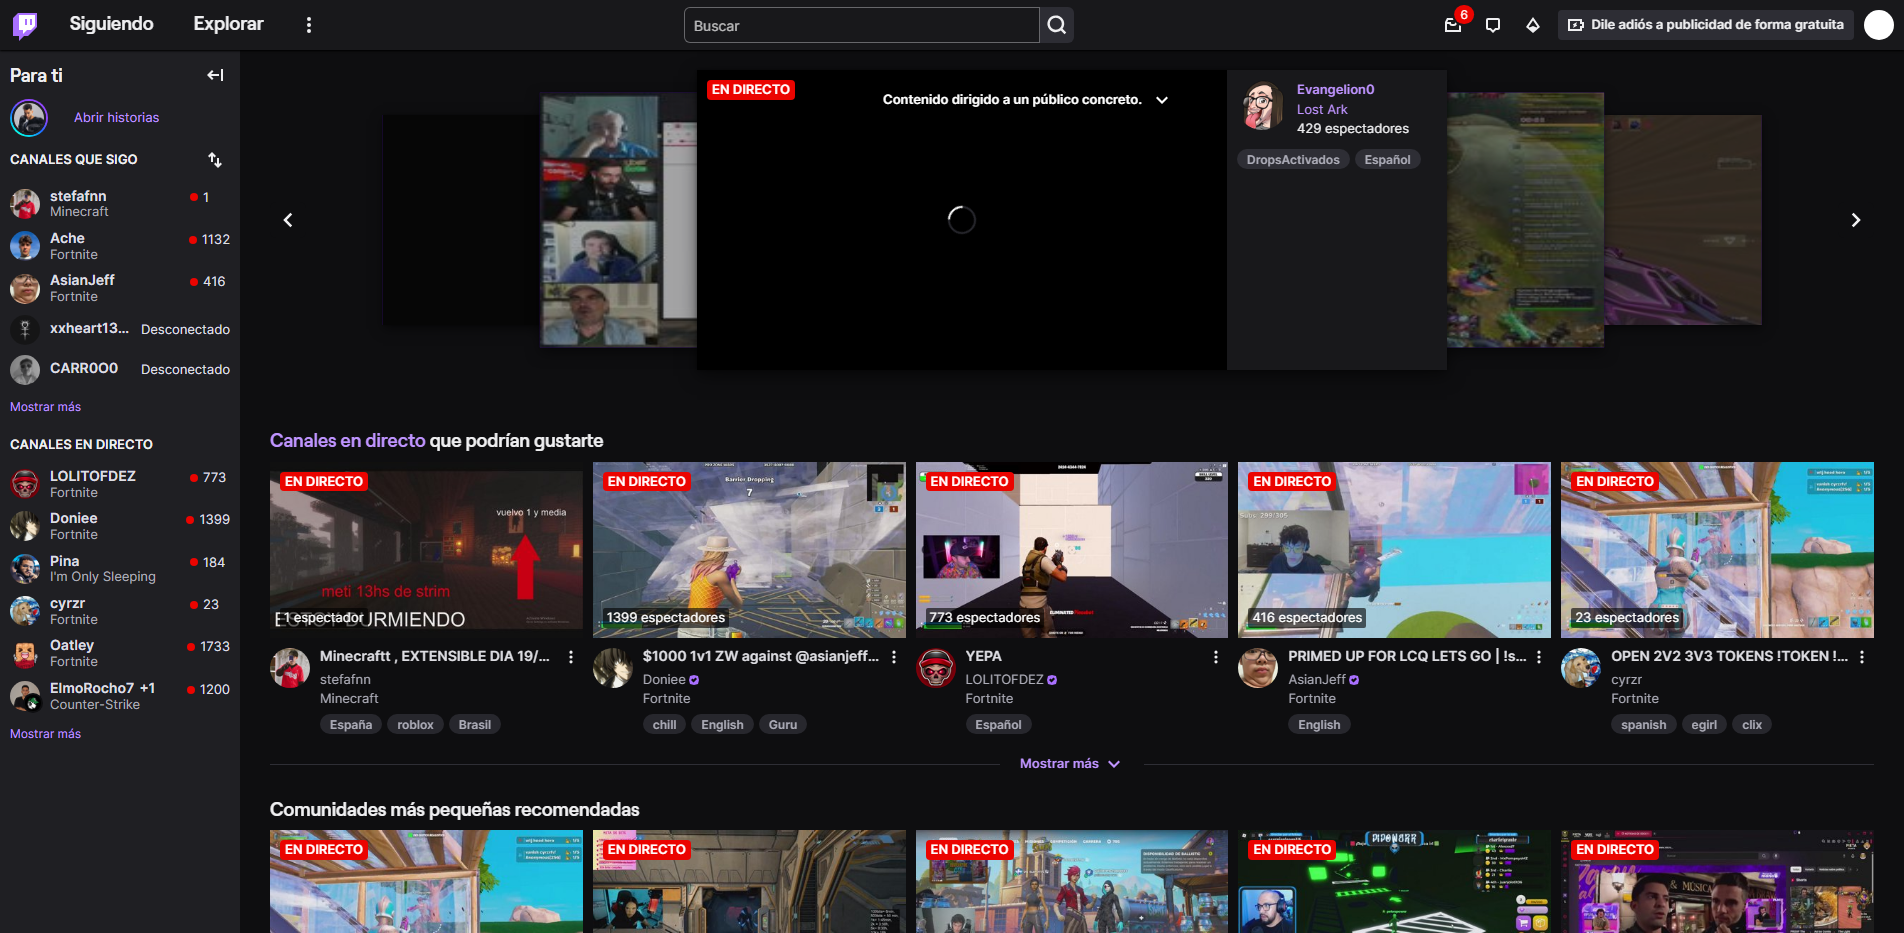 Siguiendo
Explorar
Buscar
6
Dile adiós a publicidad de forma gratuita
Para ti
Abrir historias
CANALES QUE SIGO
stefafnn
1
Minecraft
Ache
1132
Fortnite
AsianJeff
416
Fortnite
xxheart13...
Desconectado
CARR0O0
Desconectado
Mostrar más
CANALES EN DIRECTO
LOLITOFDEZ
773
Fortnite
Doniee
1399
Fortnite
Pina
184
I'm Only Sleeping
cyrzr
23
Fortnite
Oatley
1733
Fortnite
ElmoRocho7 +1
1200
Counter-Strike
Mostrar más
EN DIRECTO
Contenido dirigido a un público concreto.
Evangelion0
Lost Ark
429 espectadores
DropsActivados
Español
Canales en directo que podrían gustarte
EN DIRECTO
vuelvo 1 y media
meti 13hs de strim
1 espectador
Minecraftt , EXTENSIBLE DIA 19/...
stefafnn
Minecraft
España
roblox
Brasil
EN DIRECTO
Barrier Dropping
7
1399 espectadores
$1000 1v1 ZW against @asianjeff...
Doniee
Fortnite
chill
English
Guru
EN DIRECTO
773 espectadores
YEPA
LOLITOFDEZ
Fortnite
Español
EN DIRECTO
416 espectadores
PRIMED UP FOR LCQ LETS GO | !s...
AsianJeff
Fortnite
English
EN DIRECTO
23 espectadores
OPEN 2V2 3V3 TOKENS !TOKEN !...
cyrzr
Fortnite
spanish
egirl
clix
Mostrar más
Comunidades más pequeñas recomendadas
EN DIRECTO
EN DIRECTO
EN DIRECTO
EN DIRECTO
EN DIRECTO